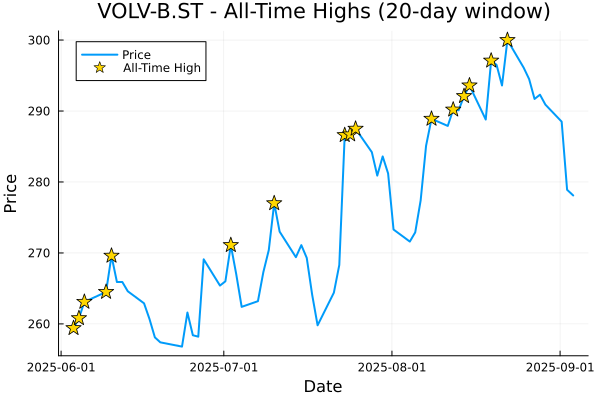 VOLV-B.ST - All-Time Highs (20-day window)
Price
All-Time High
300
290
280
270
260
Price
2025-06-01
2025-07-01
2025-08-01
2025-09-01
Date